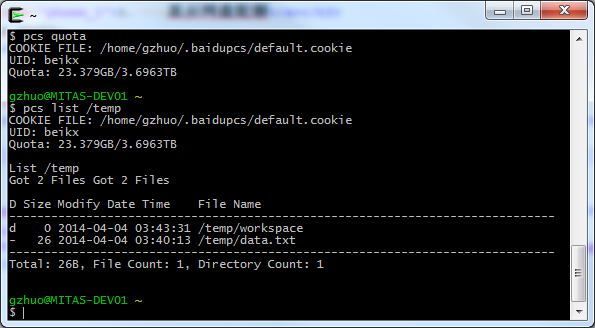 ~
$ pcs quota
COOKIE FILE: /home/gzhuo/.baidupcs/default.cookie
UID: beikx
Quota: 23.379GB/3.6963TB
gzhuo@MITAS-DEV01 ~
$ pcs list /temp
COOKIE FILE: /home/gzhuo/.baidupcs/default.cookie
UID: beikx
Quota: 23.379GB/3.6963TB
List /temp
Got 2 Files Got 2 Files
D Size Modify Date Time    File Name
------------------------------------------------------------------------------
d    0 2014-04-04 03:43:31 /temp/workspace
-   26 2014-04-04 03:40:13 /temp/data.txt
------------------------------------------------------------------------------
Total: 26B, File Count: 1, Directory Count: 1
gzhuo@MITAS-DEV01 ~
$